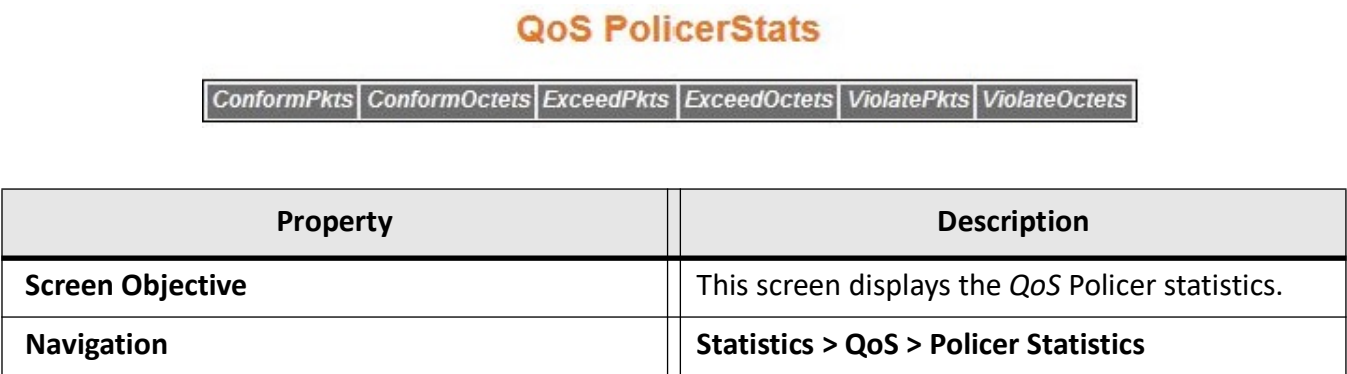 QoS PolicerStats
ConformPkts ConformOctets ExceedPkts ExceedOctets ViolatePkts ViolateOctets
Property Description
Screen Objective This screen displays the QoS Policer statistics.
Navigation Statistics > QoS > Policer Statistics